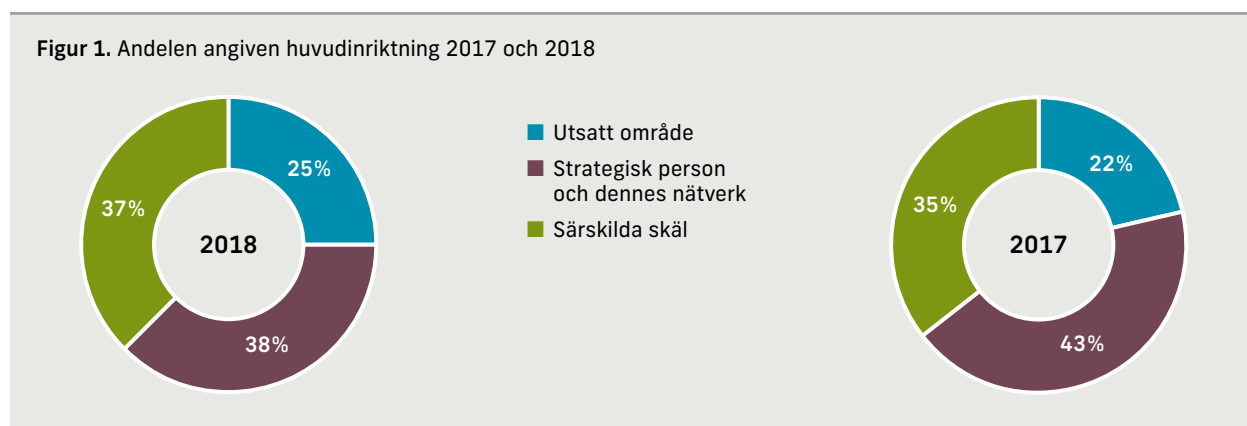 Figur 1. Andelen angiven huvudinriktning 2017 och 2018
25%
37%
2018
38%
Utsatt område
Strategisk person
och dennes nätverk
Särskilda skäl
22%
35%
2017
43%